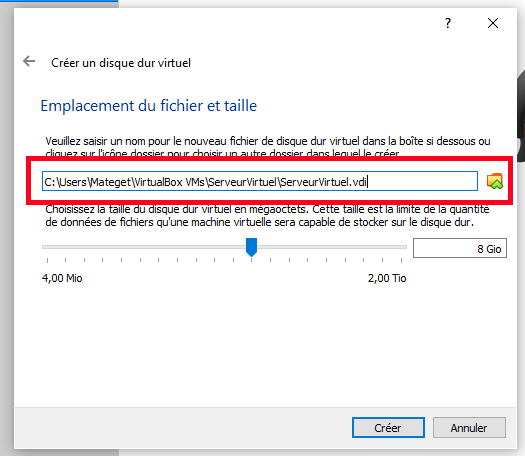 Créer un disque dur virtuel
Emplacement du fichier et taille
Veuillez saisir un nom pour le nouveau fichier de disque dur virtuel dans la boîte si dessous ou
cliquez sur l'icône dossier pour choisir un autre dossier dans lequel le créer.
C:\Users\Mateget\VirtualBox VMs\ServeurVirtuel\ServeurVirtuel.vdi
Choisissez la taille du disque dur virtuel en mégaoctets. Cette taille est la limite de la quantité
de données de fichiers qu'une machine virtuelle sera capable de stocker sur le disque dur.
8 Gio
4,00 Mio 2,00 Tio
Créer Annuler